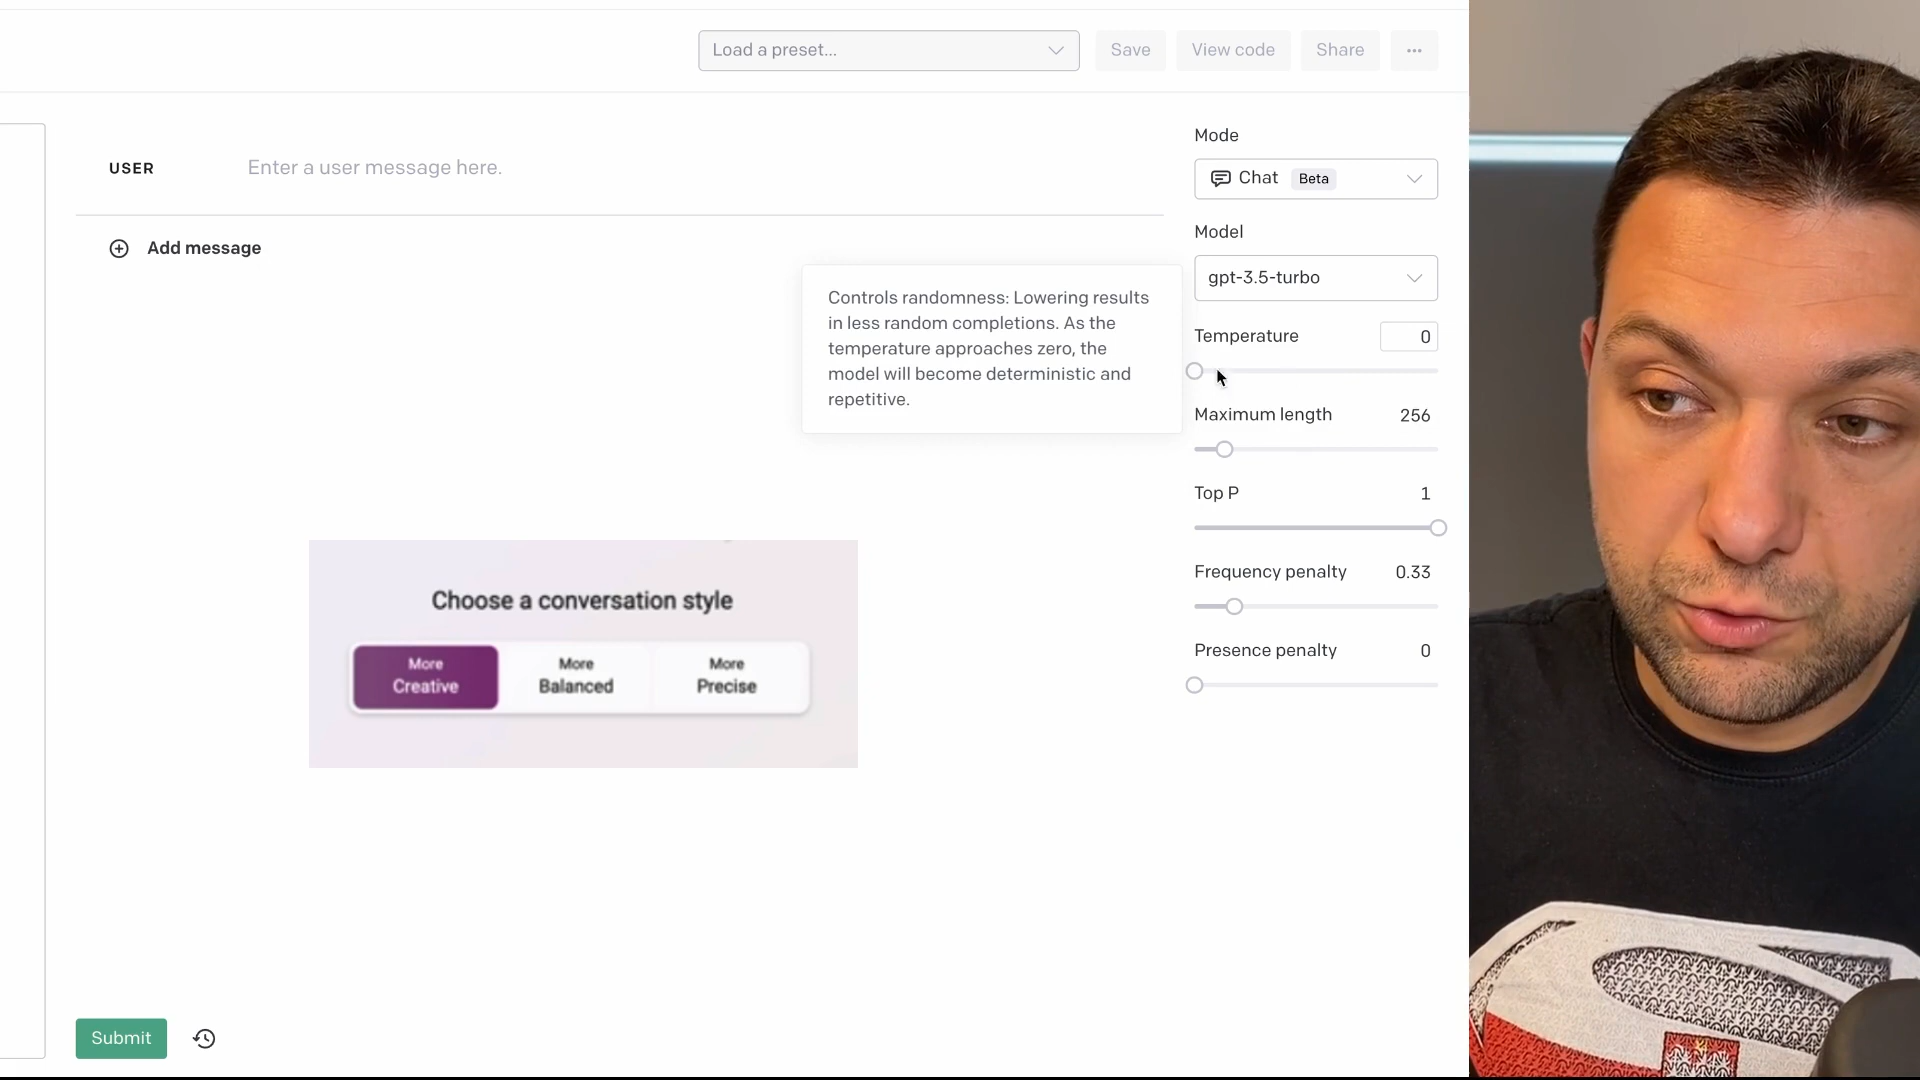 Load a preset...
Save
View code
Share
USER
Enter a user message here.
Add message
Controls randomness: Lowering results
in less random completions. As the
temperature approaches zero, the
model will become deterministic and
repetitive.
Mode
Chat Beta
Model
gpt-3.5-turbo
Temperature 0
Maximum length 256
Top P 1
Frequency penalty 0.33
Presence penalty 0
Choose a conversation style
More
Creative
More
Balanced
More
Precise
Submit